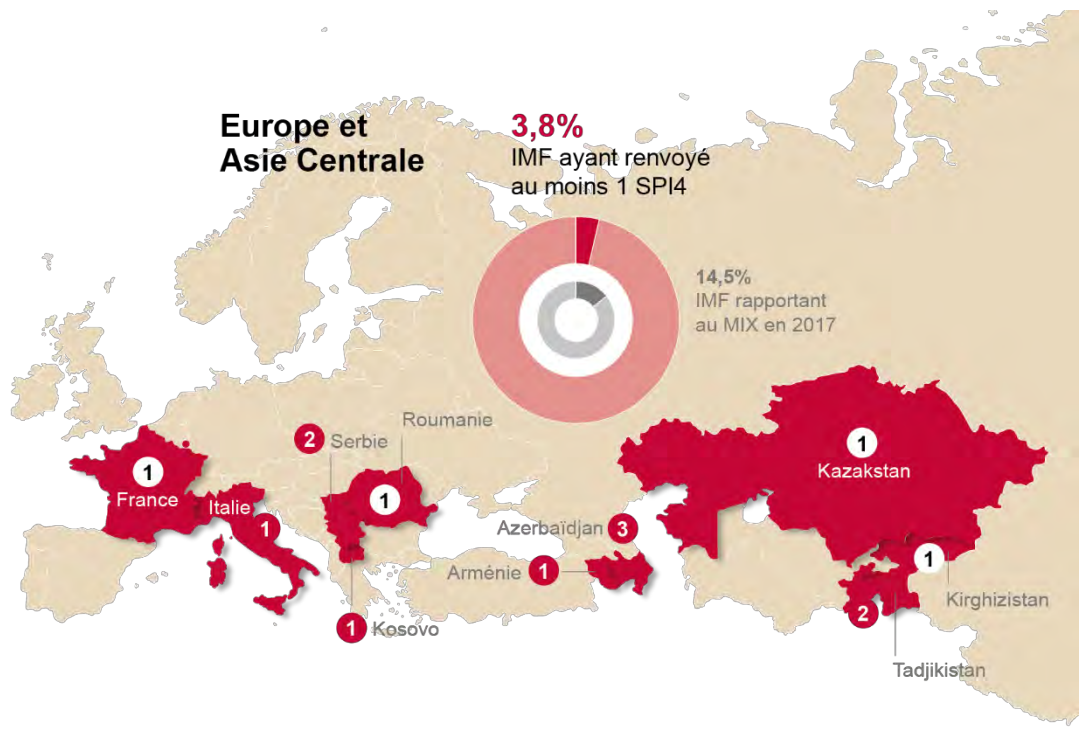 Europe et
Asie Centrale
3,8%
IMF ayant renvoyé
au moins 1 SPI4
14,5%
IMF rapportant
au MIX en 2017
Roumanie
2 Serbie
1
1
France
Italie
1
1
Kazakstan
Azerbaïdjan 3
Arménie 1
1
Kirghizistan
2
1 Kosovo
Tadjikistan